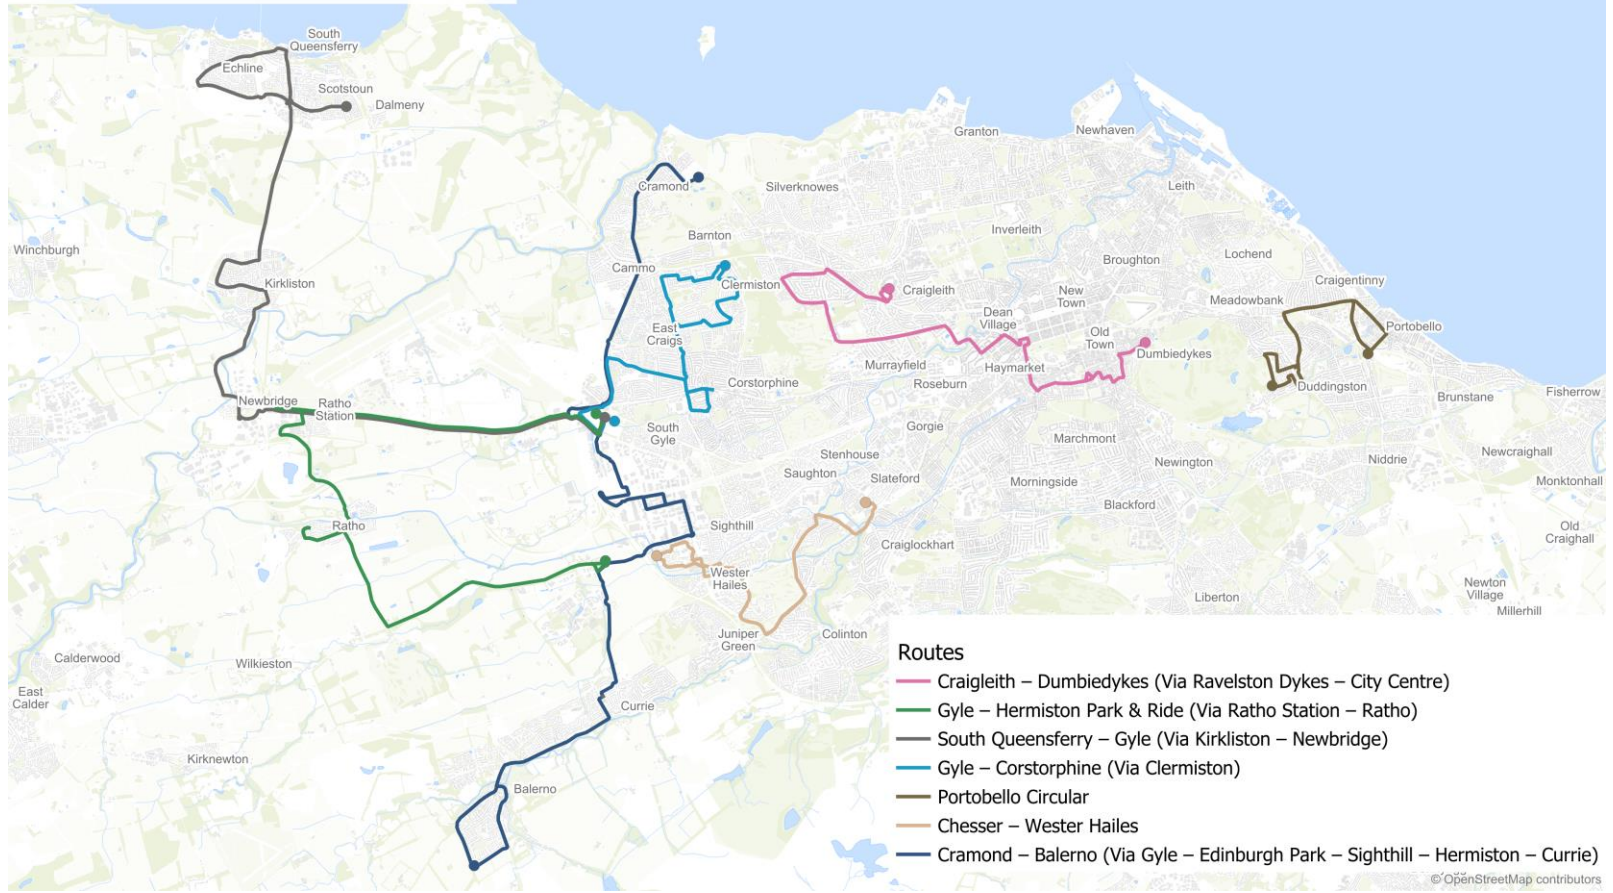 South
Queensferry
Echline
Scotstoun
Dalmeny
Granton
Newhaven
Cramond
Silverknowes
Leith
Winchburgh
Barnton
Inverleith
Cammo
Broughton
Lochend
Kirkliston
Clermiston
Craigleith
New
Town
Craigentinny
Meadowbank
East
Craigs
Dean
Village
Old
Town
Portobello
Dumbiedykes
Murrayfield
Haymarket
Corstorphine
Roseburn
Duddingston
Brunstane
Fisherrow
Newbridge
Ratho
Station
South
Gyle
Gorgie
Marchmont
Stenhouse
Newington
Niddrie
Newcraighall
Saughton
Slateford
Morningside
Monktonhall
Blackford
Ratho
Sighthill
Old
Craighall
Craiglockhart
Wester
Hailes
Newton
Village
Liberton
Millerhill
Juniper
Green
Colinton
Calderwood
Wilkieston
East
Calder
Currie
Kirknewton
Balerno
Routes
Craigleith – Dumbiedykes (Via Ravelston Dykes – City Centre)
Gyle – Hermiston Park & Ride (Via Ratho Station – Ratho)
South Queensferry – Gyle (Via Kirkliston – Newbridge)
Gyle – Corstorphine (Via Clermiston)
Portobello Circular
Chesser – Wester Hailes
Cramond – Balerno (Via Gyle – Edinburgh Park – Sighthill – Hermiston – Currie)
© OpenStreetMap contributors